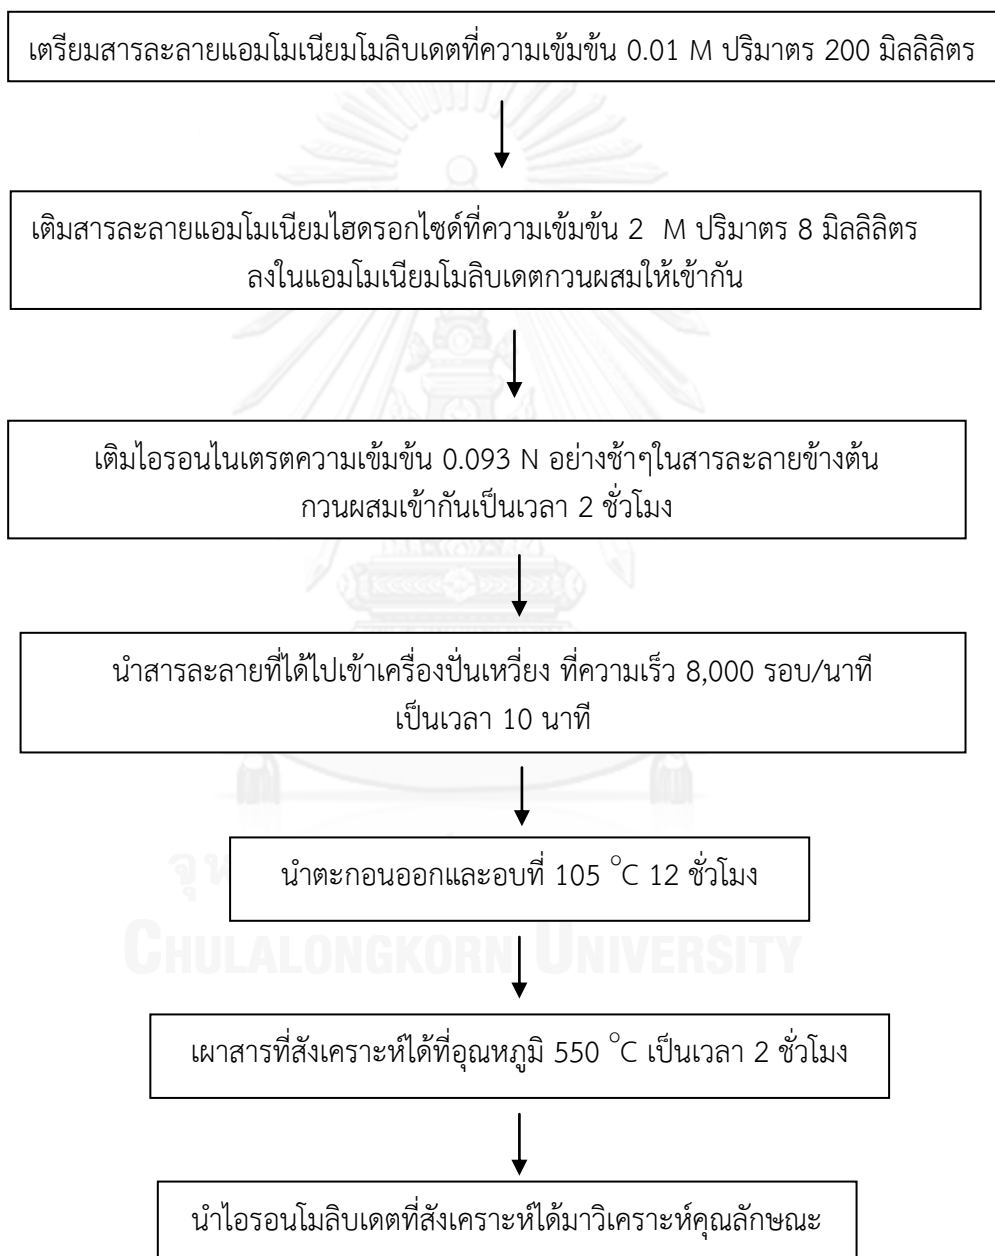 เตรียมสารละลายแอมโมเนียมโมลิบเดตที่ความเข้มข้น 0.01 M ปริมาตร 200 มิลลิลิตร
เติมสารละลายแอมโมเนียมไฮดรอกไซด์ที่ความเข้มข้น 2 M ปริมาตร 8 มิลลิลิตร
ลงในแอมโมเนียมโมลิบเดตกวนผสมให้เข้ากัน
เติมไอรอนไนเตรตความเข้มข้น 0.093 N อย่างช้าๆในสารละลายข้างต้น
กวนผสมเข้ากันเป็นเวลา 2 ชั่วโมง
นำสารละลายที่ได้ไปเข้าเครื่องปั่นเหวี่ยง ที่ความเร็ว 8,000 รอบ/นาที
เป็นเวลา 10 นาที
นำตะกอนออกและอบที่ 105 °C 12 ชั่วโมง
CHULALONGKORN UNIVERSITY
เผาสารที่สังเคราะห์ได้ที่อุณหภูมิ 550 °C เป็นเวลา 2 ชั่วโมง
นำไอรอนโมลิบเดตที่สังเคราะห์ได้มาวิเคราะห์คุณลักษณะ